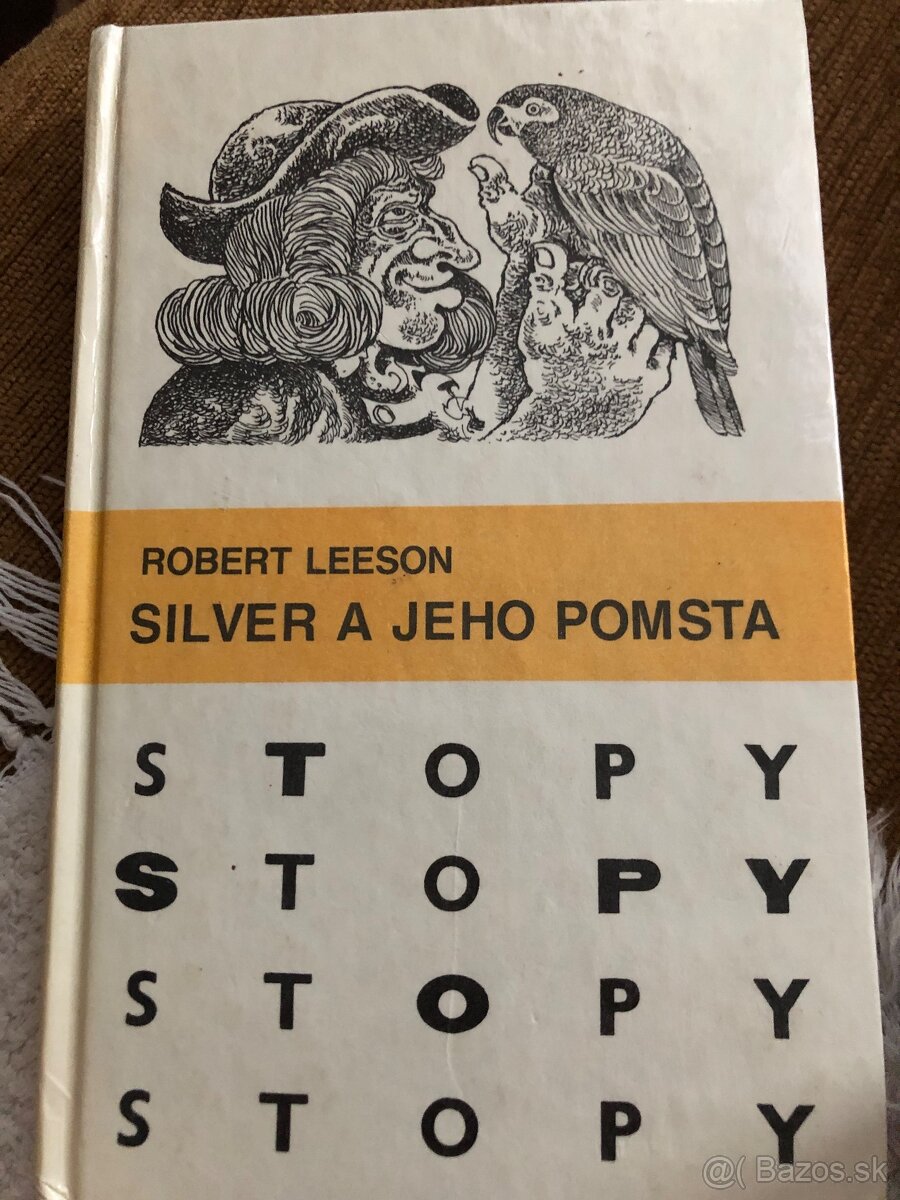 ROBERT LEESON
SILVER A JEHO POMSTA
S T O P Y
S T O P Y
S T O P Y
S T O P Y
@( Bazos.sk